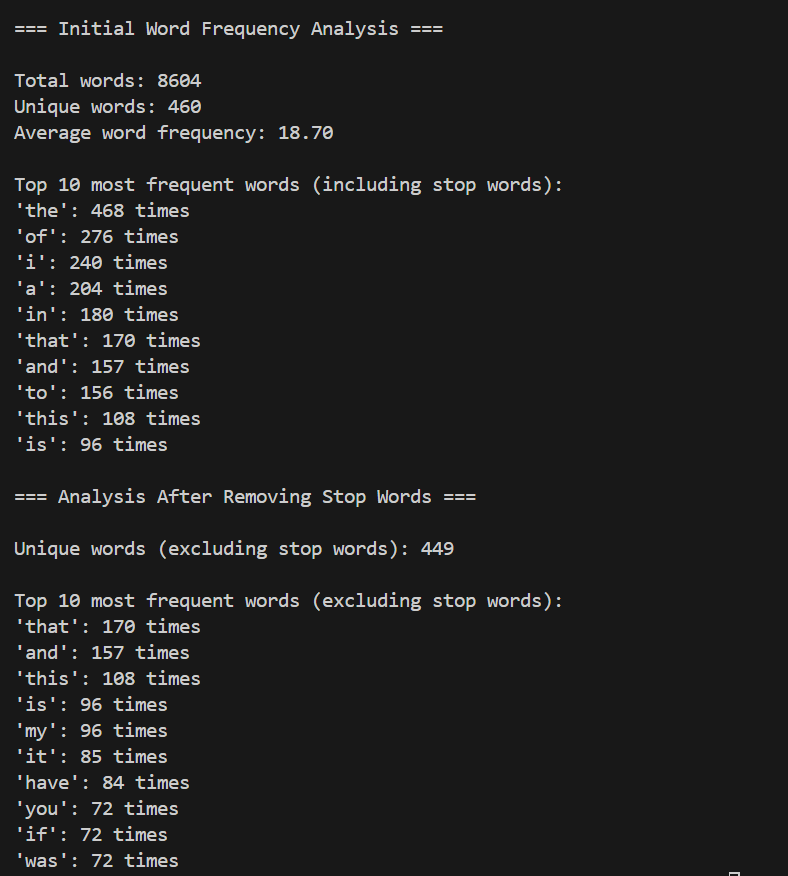 === Initial Word Frequency Analysis ===
Total words: 8604
Unique words: 460
Average word frequency: 18.70
Top 10 most frequent words (including stop words):
'the': 468 times
'of': 276 times
'i': 240 times
'a': 204 times
'in': 180 times
'that': 170 times
'and': 157 times
'to': 156 times
'this': 108 times
'is': 96 times
=== Analysis After Removing Stop Words ===
Unique words (excluding stop words): 449
Top 10 most frequent words (excluding stop words):
'that': 170 times
'and': 157 times
'this': 108 times
'is': 96 times
'my': 96 times
'it': 85 times
'have': 84 times
'you': 72 times
'if': 72 times
'was': 72 times